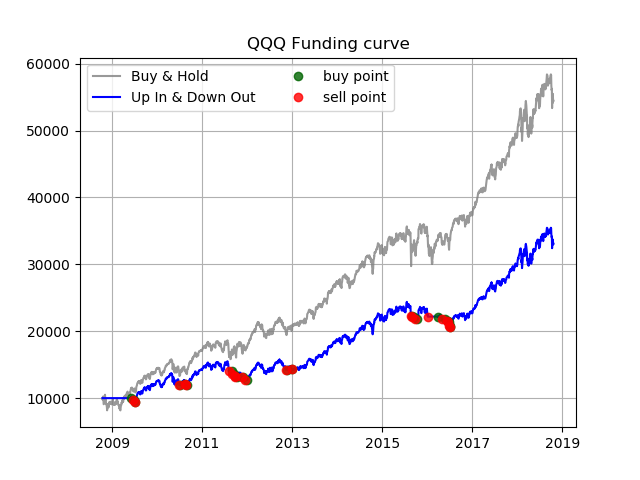 QQQ Funding curve
Buy & Hold
Up In & Down Out
buy point
sell point
60000
50000
40000
30000
20000
10000
2009
2011
2013
2015
2017
2019